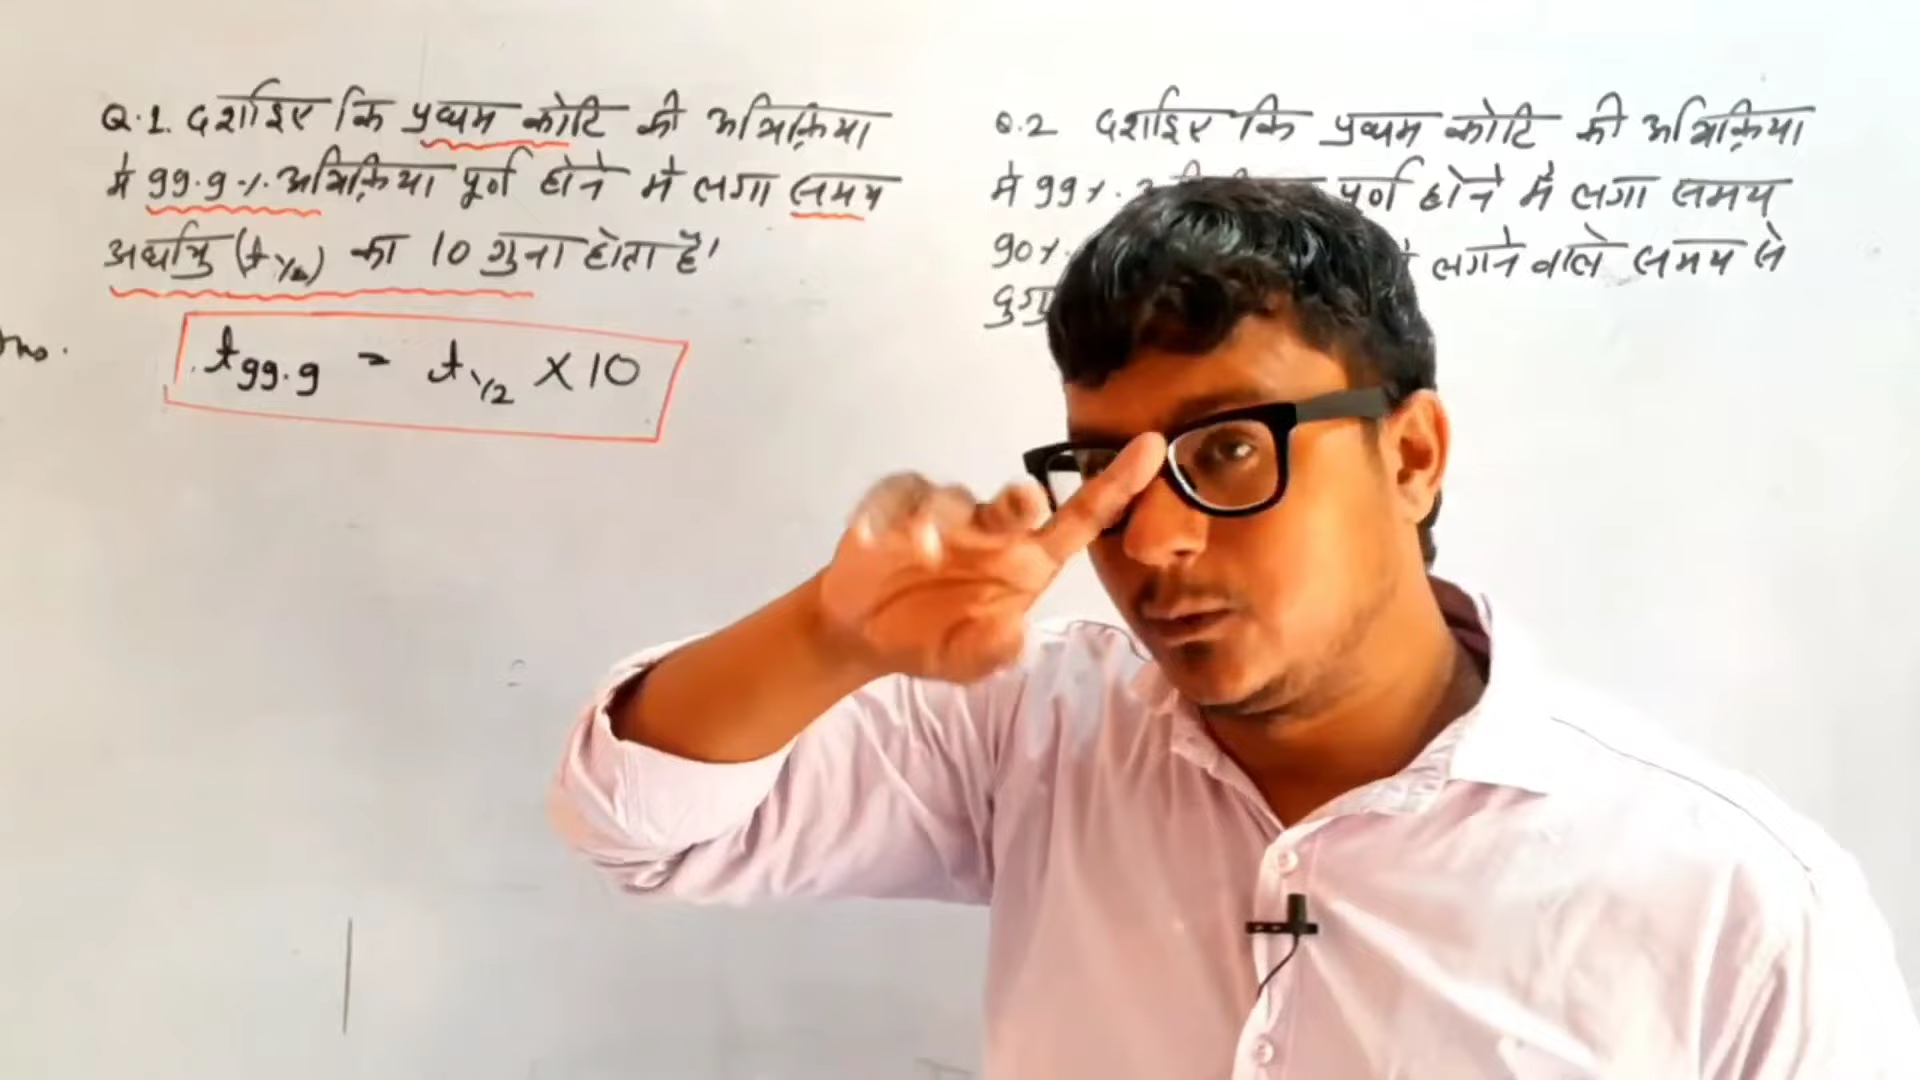 Q.1. दर्शाइए कि प्रथम कोटि की अभिक्रिया
में 99.9% अभिक्रिया पूर्ण होने में लगा समय
अर्धायु (t1/2) का 10 गुना होता है।
Ans.
t99.9 = t1/2 × 10
Q.2 दर्शाइए कि प्रथम कोटि की अभिक्रिया
में 99% पूर्ण होने में लगा समय
90% लगने वाले समय से